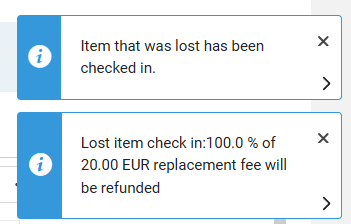 Item that was lost has been
checked in.
Lost item check in:100.0 % of
20.00 EUR replacement fee will
be refunded